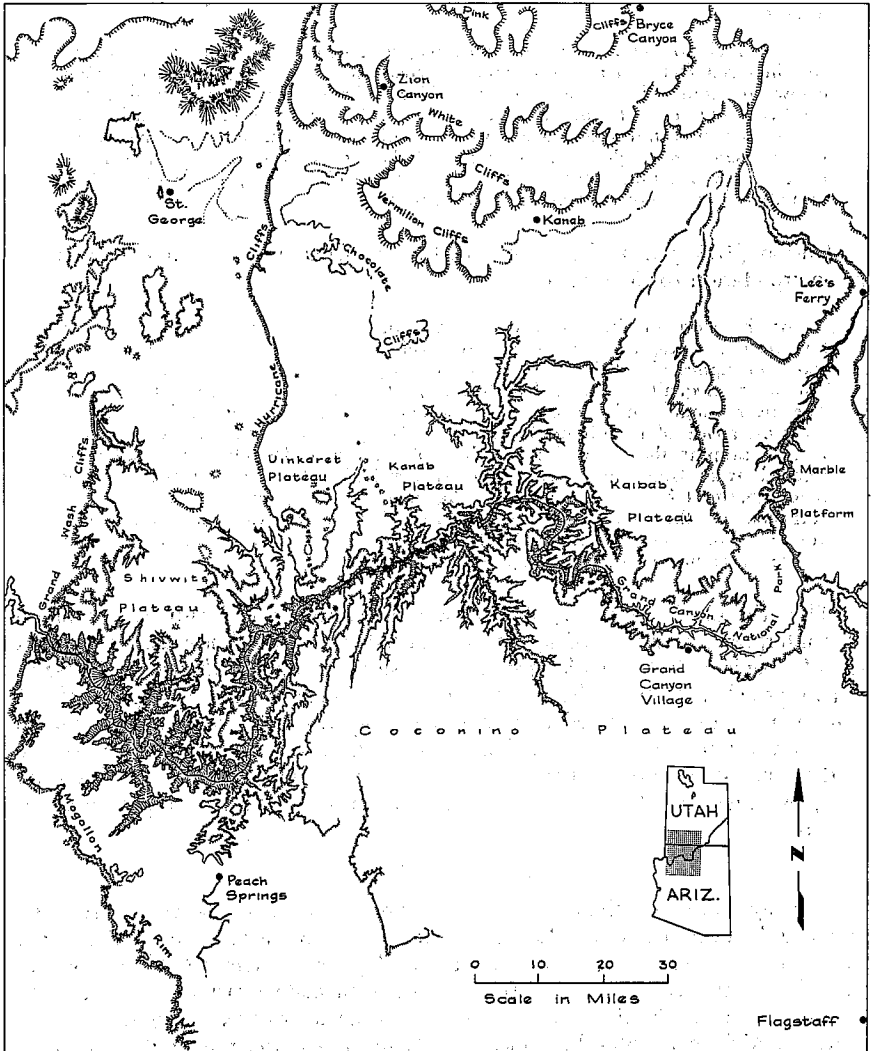 Pink
Cliffs
Bryce
Canyon
Zion
Canyon
White
Cliffs
St.
George
Vermilion Cliffs
Kanab
Cliffs
Chocolate
Cliffs
Lee's
Ferry
Hurricane
Uinkaret
Plateau
Kanab
Plateau
Kaibab
Plateau
Marble
Platform
Grand Wash Cliffs
Shivwits
Plateau
Grand Canyon National Park
Grand
Canyon
Village
Coconino Plateau
Mogollon
Rim
Peach
Springs
UTAH
ARIZ.
N
0 10 20 30
Scale in Miles
Flagstaff